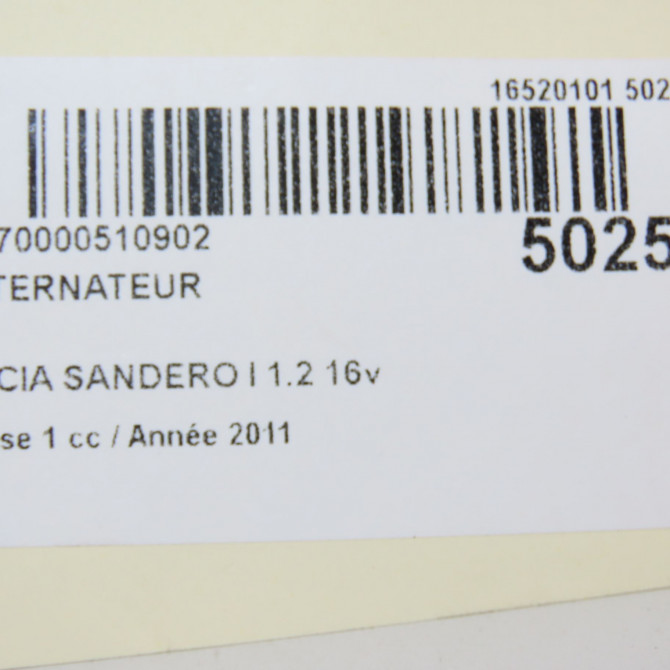 16520101 502
70000510902
5025
TERNATEUR
CIA SANDERO I 1.2 16v
se 1 cc / Année 2011